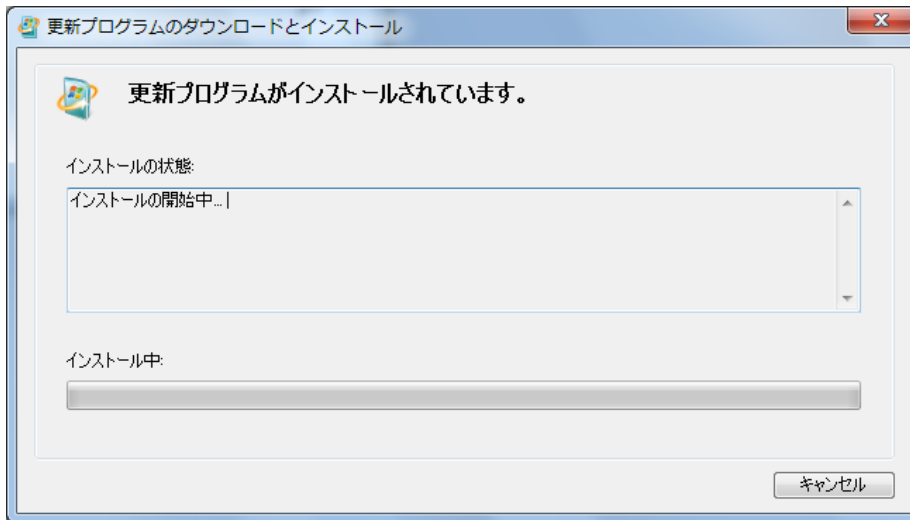 更新プログラムのダウンロードとインストール
更新プログラムがインストールされています。
インストールの状態:
インストールの開始中...
インストール中:
キャンセル